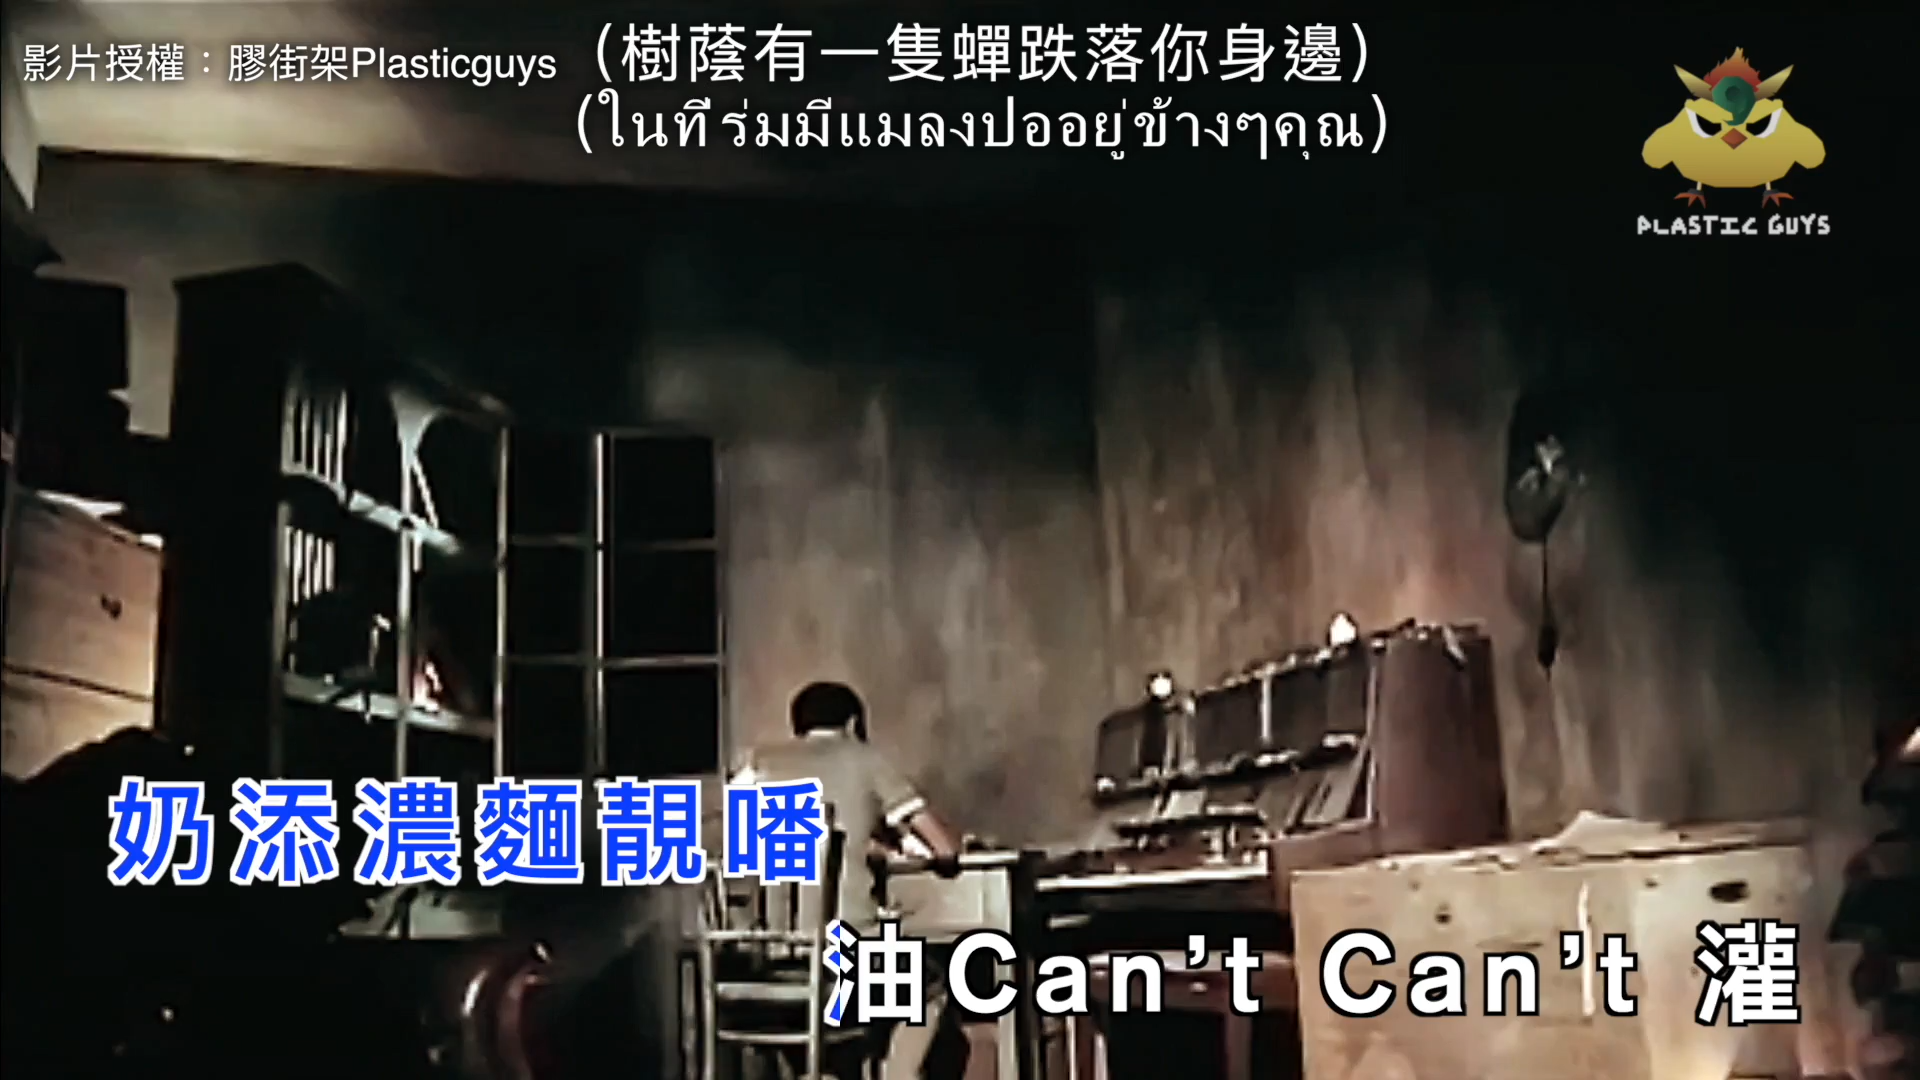 影片授權：膠街架Plasticguys
（樹蔭有一隻蟬跌落你身邊）
(ในที่ร่มมีแมลงปออยู่ข้างๆคุณ)
PLASTIC GUYS
奶添濃麵靚噃
油Can't Can't 灌